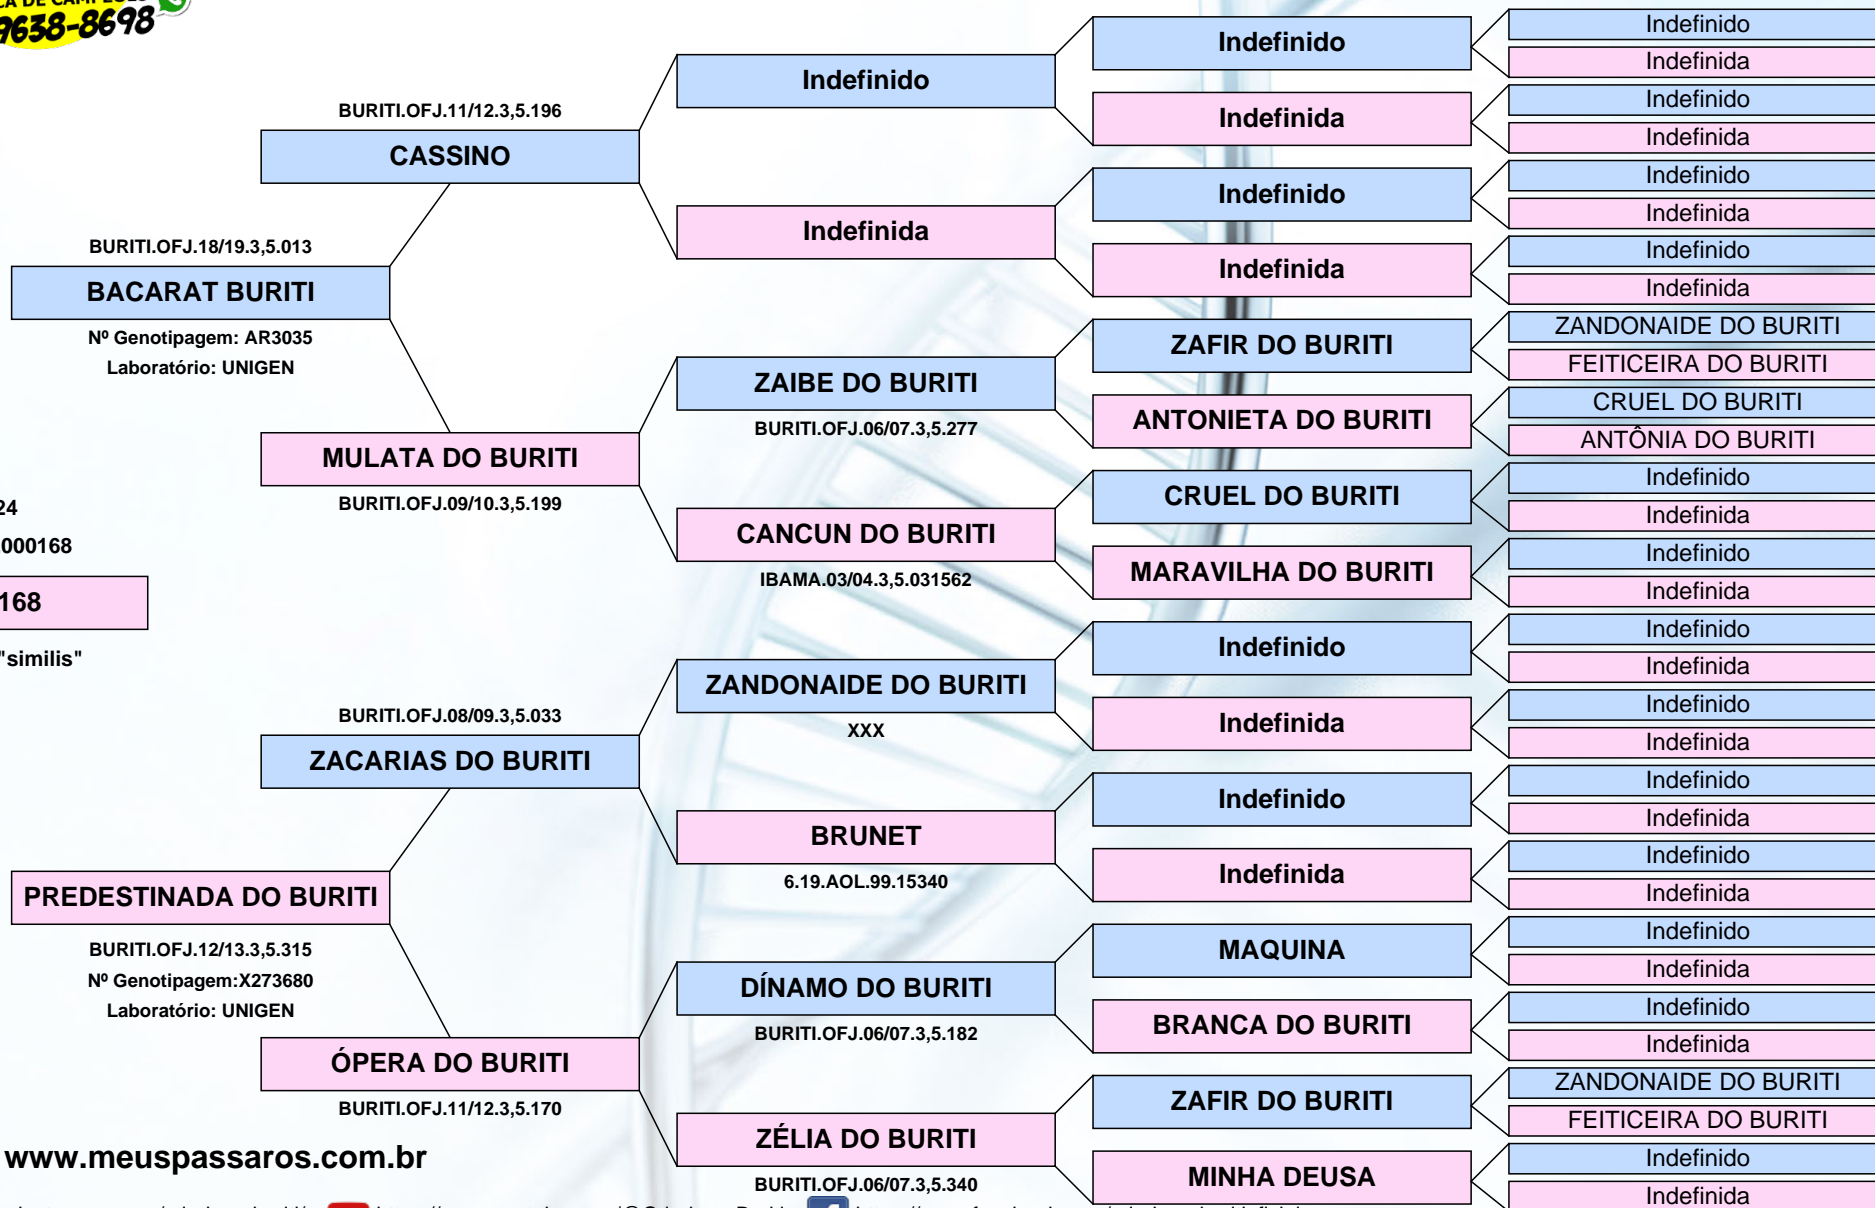 9638-8698
24
000168
168
"similis"
BURITI.OFJ.18/19.3,5.013
BACARAT BURITI
Nº Genotipagem: AR3035
Laboratório: UNIGEN
PREDESTINADA DO BURITI
BURITI.OFJ.12/13.3,5.315
Nº Genotipagem:X273680
Laboratório: UNIGEN
BURITI.OFJ.11/12.3,5.196
CASSINO
MULATA DO BURITI
BURITI.OFJ.09/10.3,5.199
BURITI.OFJ.08/09.3,5.033
ZACARIAS DO BURITI
ÓPERA DO BURITI
BURITI.OFJ.11/12.3,5.170
Indefinido
Indefinida
ZAIBE DO BURITI
BURITI.OFJ.06/07.3,5.277
CANCUN DO BURITI
IBAMA.03/04.3,5.031562
ZANDONAIDE DO BURITI
XXX
BRUNET
6.19.AOL.99.15340
DÍNAMO DO BURITI
BURITI.OFJ.06/07.3,5.182
ZÉLIA DO BURITI
BURITI.OFJ.06/07.3,5.340
Indefinido
Indefinida
Indefinido
Indefinida
ZAFIR DO BURITI
ANTONIETA DO BURITI
CRUEL DO BURITI
MARAVILHA DO BURITI
Indefinido
Indefinida
Indefinido
Indefinida
MAQUINA
BRANCA DO BURITI
ZAFIR DO BURITI
MINHA DEUSA
Indefinido
Indefinida
Indefinido
Indefinida
Indefinido
Indefinida
Indefinido
Indefinida
ZANDONAIDE DO BURITI
FEITICEIRA DO BURITI
CRUEL DO BURITI
ANTÔNIA DO BURITI
Indefinido
Indefinida
Indefinido
Indefinida
Indefinido
Indefinida
Indefinido
Indefinida
Indefinido
Indefinida
Indefinido
Indefinida
Indefinido
Indefinida
Indefinido
Indefinida
ZANDONAIDE DO BURITI
FEITICEIRA DO BURITI
Indefinido
Indefinida
www.meuspassaros.com.br